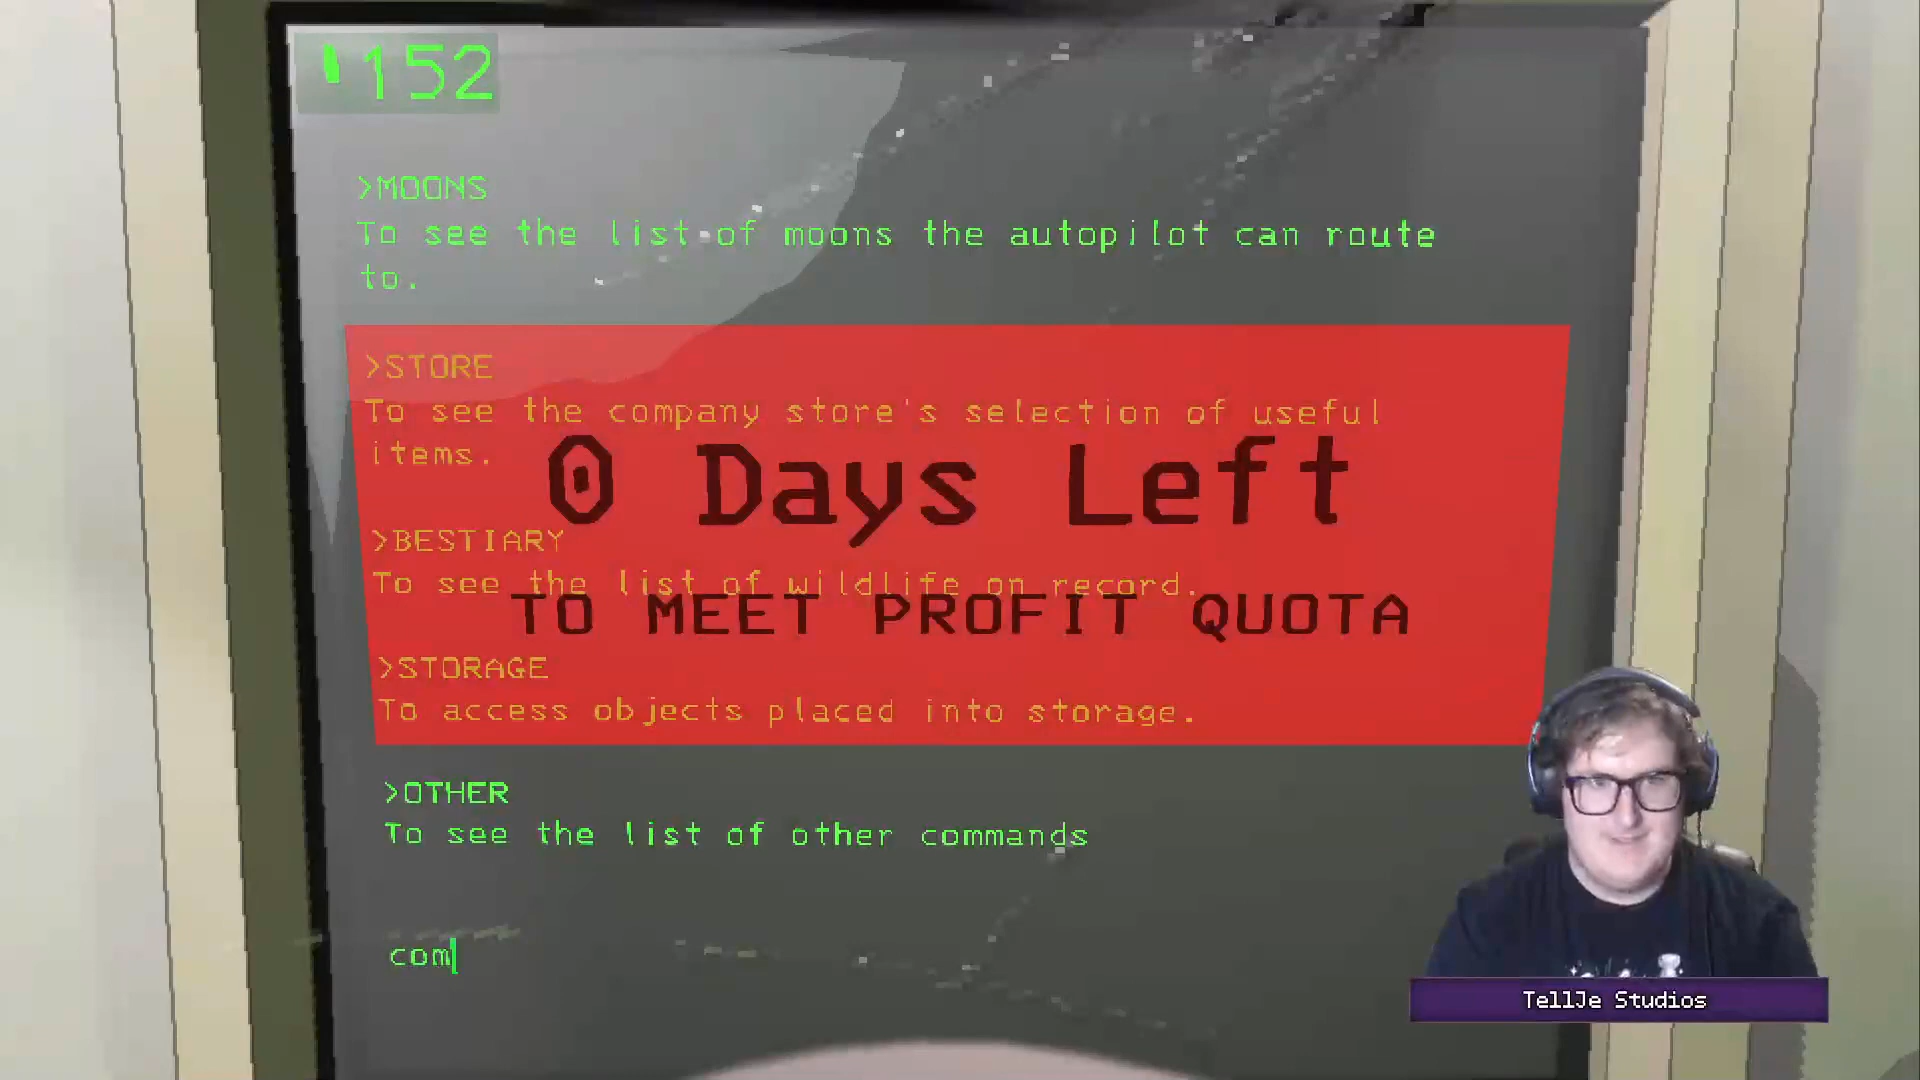 152
>MOONS
To see the list of moons the autopilot can route
to.
>STORE
To see the company store's selection of useful
items.
0 Days Left
>BESTIARY
To see the list of wildlife on record.
TO MEET PROFIT QUOTA
>STORAGE
To access objects placed into storage.
>OTHER
To see the list of other commands
com
TellJe Studios